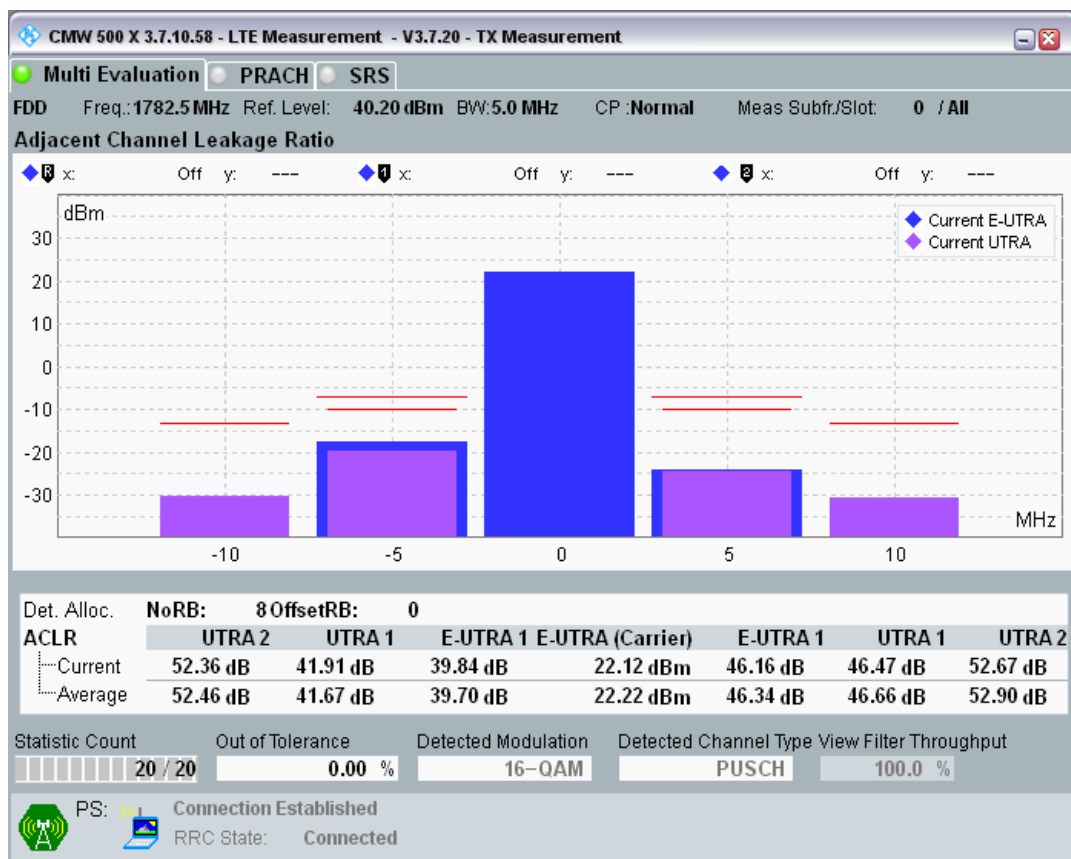 CMW 500 X 3.7.10.58 - LTE Measurement - V3.7.20 - TX Measurement
Multi Evaluation PRACH SRS
FDD Freq.: 1782.5 MHz Ref. Level: 40.20 dBm BW: 5.0 MHz CP : Normal Meas Subfr./Slot: 0 / All
Adjacent Channel Leakage Ratio
R x: Off y: --- 1 x: Off y: --- 2 x: Off y: ---
dBm
Current E-UTRA
Current UTRA
30
20
10
0
-10
-20
-30
MHz
-10 -5 0 5 10
Det. Alloc. NoRB: 8 OffsetRB: 0
ACLR UTRA 2 UTRA 1 E-UTRA 1 E-UTRA (Carrier) E-UTRA 1 UTRA 1 UTRA 2
Current 52.36 dB 41.91 dB 39.84 dB 22.12 dBm 46.16 dB 46.47 dB 52.67 dB
Average 52.46 dB 41.67 dB 39.70 dB 22.22 dBm 46.34 dB 46.66 dB 52.90 dB
Statistic Count Out of Tolerance Detected Modulation Detected Channel Type View Filter Throughput
20 / 20 0.00 % 16-QAM PUSCH 100.0 %
PS: Connection Established
RRC State: Connected